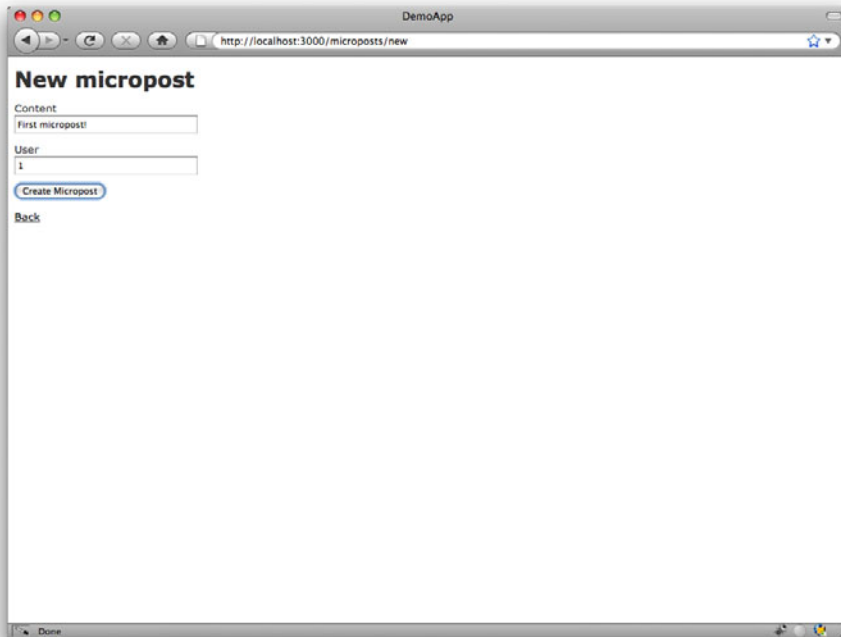 DemoApp
http://localhost:3000/microposts/new
New micropost
Content
First micropost!
User
1
Create Micropost
Back
Done